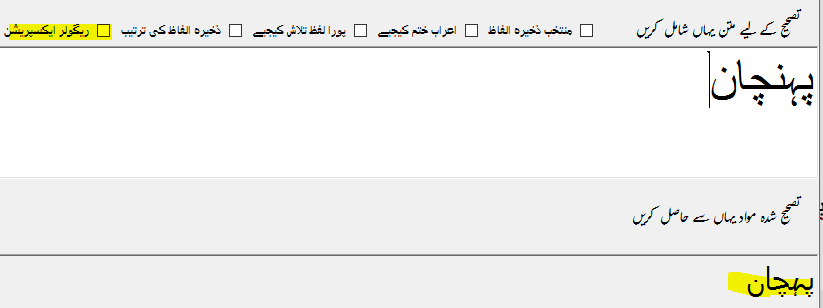 تصحیح کے لیے متن یہاں شامل کریں
منتخب ذخیرہ الفاظ اعراب ختم کیجیے پورا لفظ تلاش کیجیے ذخیرہ الفاظ کی ترتیب ریگولر ایکسپریشن
پہنچان
تصحیح شدہ مواد یہاں سے حاصل کریں
پہچان